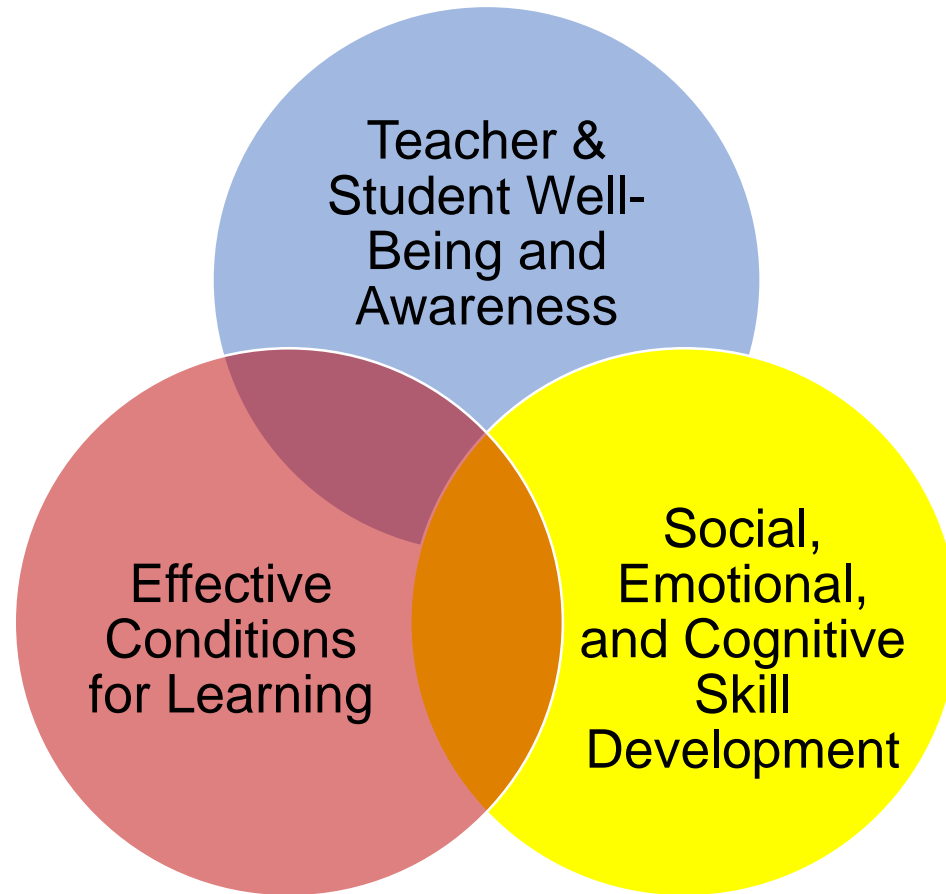 Teacher &
Student Well-
Being and
Awareness
Effective
Conditions
for Learning
Social,
Emotional,
and Cognitive
Skill
Development